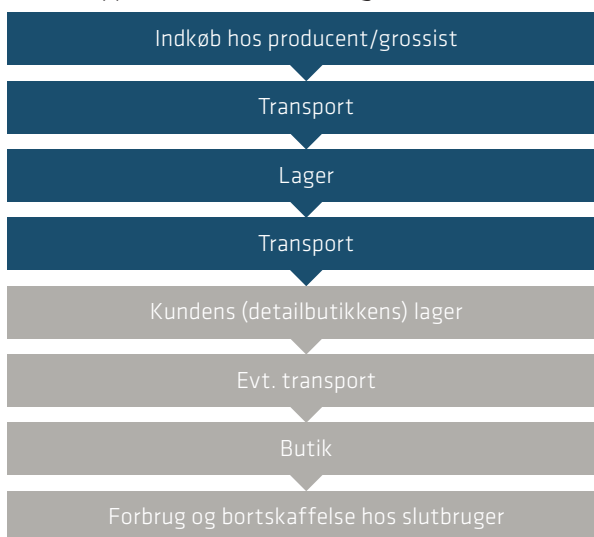 Indkøb hos producent/grossist
Transport
Lager
Transport
Kundens (detailbutikkens) lager
Evt. transport
Butik
Forbrug og bortskaffelse hos slutbruger